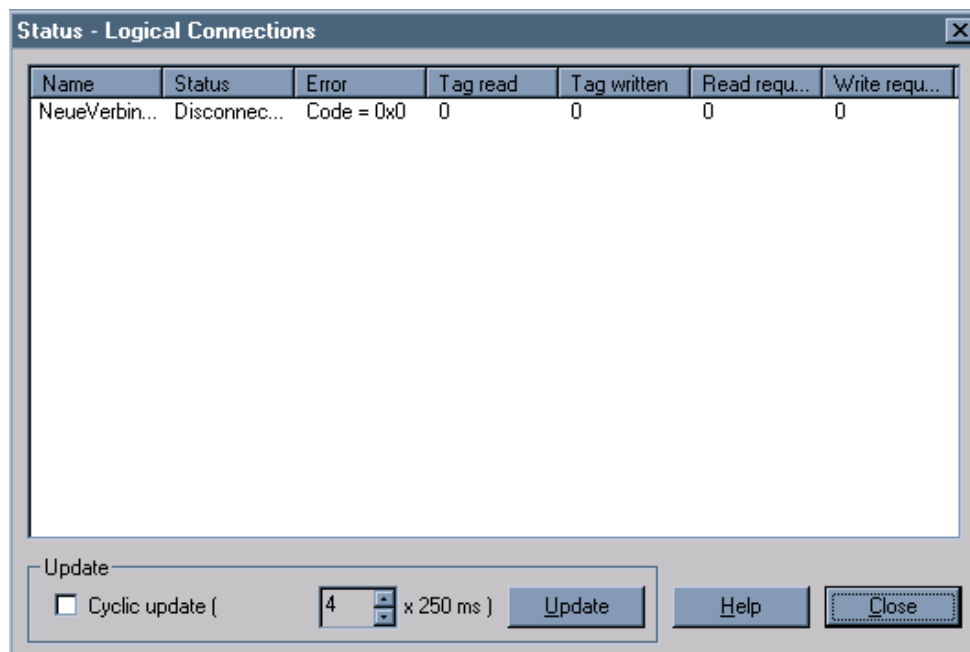 Status - Logical Connections
Name Status Error Tag read Tag written Read requ... Write requ...
NeueVerbin... Disconnec... Code = 0x0 0 0 0 0
Update
Cyclic update ( 4 x 250 ms ) Update Help Close